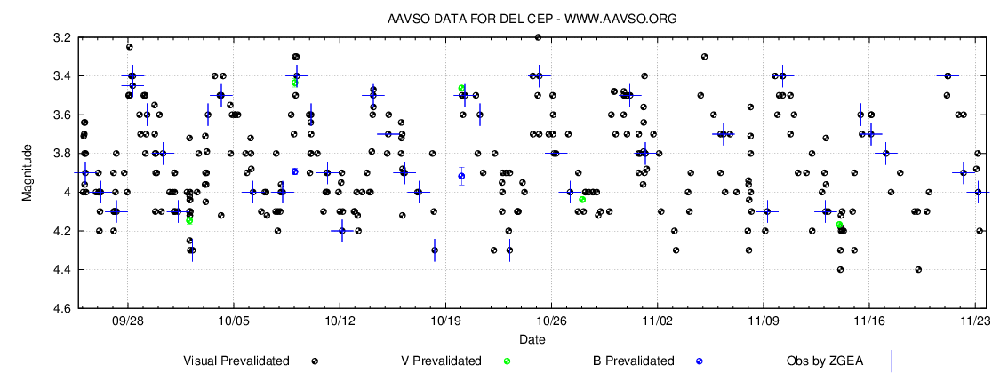 AAVSO DATA FOR DEL CEP - WWW.AAVSO.ORG
3.2
3.4
3.6
3.8
4
4.2
4.4
4.6
Magnitude
09/28 10/05 10/12 10/19 10/26 11/02 11/09 11/16 11/23
Date
Visual Prevalidated V Prevalidated B Prevalidated Obs by ZGEA